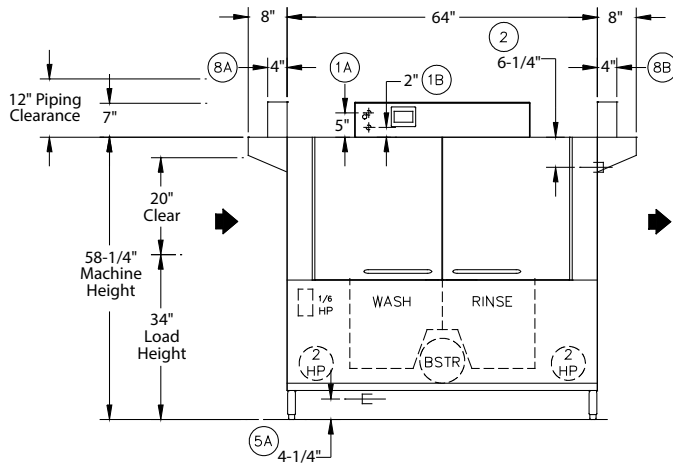 8" 64" 8"
2
8A 4" 1A 2" 1B 6-1/4" 4" 8B
12" Piping
Clearance
7"
5"
20"
Clear
58-1/4"
Machine
Height
34"
Load
Height
1/6
HP
WASH RINSE
2
HP
BSTR
2
HP
5A 4-1/4"